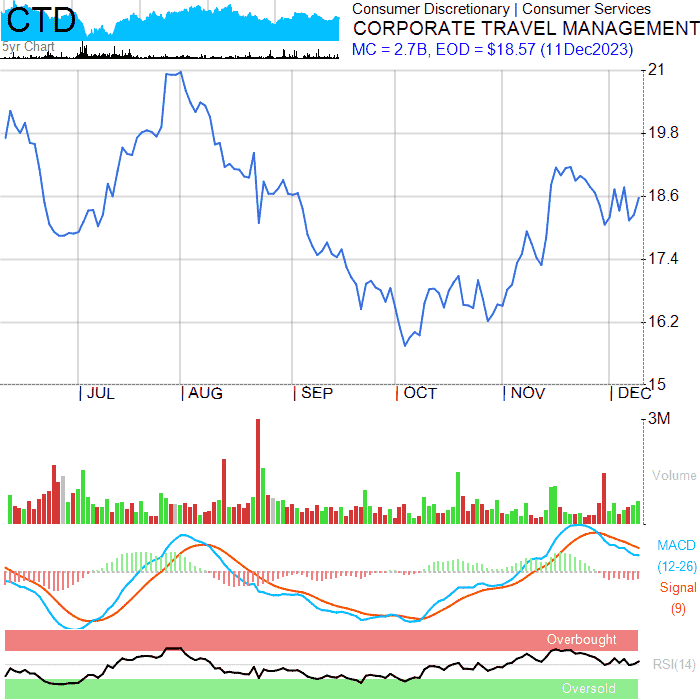 CTD
5yr Chart
Consumer Discretionary | Consumer Services
CORPORATE TRAVEL MANAGEMENT
MC = 2.7B, EOD = $18.57 (11Dec2023)
21
19.8
18.6
17.4
16.2
15
JUL
AUG
SEP
OCT
NOV
DEC
3M
Volume
MACD
(12-26)
Signal
(9)
Overbought
RSI(14)
Oversold